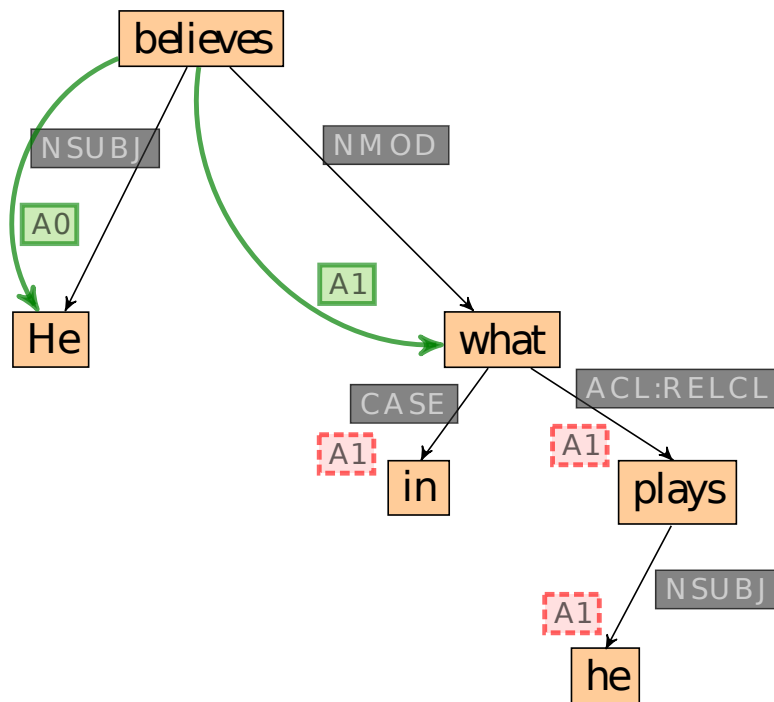 believes
NSUBJ
NMOD
A0
A1
He
what
CASE
ACL:RELCL
A1
A1
in
plays
NSUBJ
A1
he